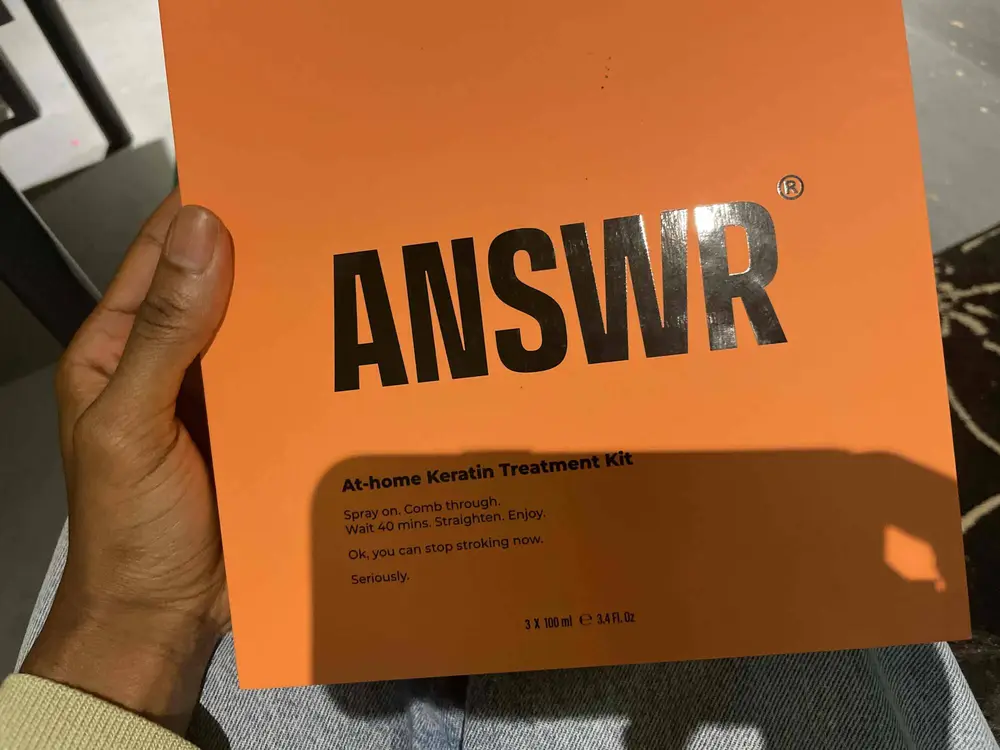 ANSWR®
At-home Keratin Treatment Kit
Spray on. Comb through.
Wait 40 mins. Straighten. Enjoy.
Ok, you can stop stroking now.
Seriously.
3 X 100 ml ℮ 3.4 Fl. Oz